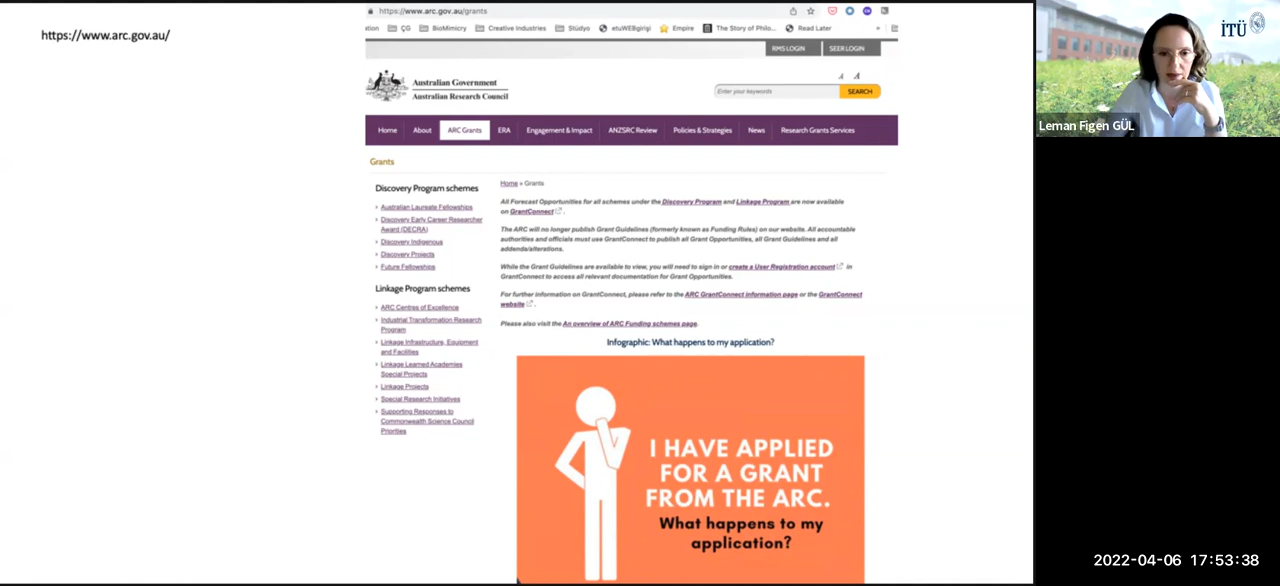 https://www.arc.gov.au/
https://www.arc.gov.au/grants
ation ÇG BioMimicry Creative Industries Stüdyo etuWEBgirişi Empire The Story of Philo... Read Later »
RMS LOGIN SEER LOGIN
Australian Government
Australian Research Council
A A
Enter your keywords SEARCH
Home About ARC Grants ERA Engagement & Impact ANZSRC Review Policies & Strategies News Research Grants Services
Grants
Discovery Program schemes
Australian Laureate Fellowships
Discovery Early Career Researcher
Award (DECRA)
Discovery Indigenous
Discovery Projects
Future Fellowships
Linkage Program schemes
ARC Centres of Excellence
Industrial Transformation Research
Program
Linkage Infrastructure, Equipment
and Facilities
Linkage Learned Academies
Special Projects
Linkage Projects
Special Research Initiatives
Supporting Responses to
Commonwealth Science Council
Priorities
Home » Grants
All Forecast Opportunities for all schemes under the Discovery Program and Linkage Program are now available
on GrantConnect .
The ARC will no longer publish Grant Guidelines (formerly known as Funding Rules) on our website. All accountable
authorities and officials must use GrantConnect to publish all Grant Opportunities, all Grant Guidelines and all
addenda/alterations.
While the Grant Guidelines are available to view, you will need to sign in or create a User Registration account in
GrantConnect to access all relevant documentation for Grant Opportunities.
For further information on GrantConnect, please refer to the ARC GrantConnect information page or the GrantConnect
website .
Please also visit the An overview of ARC Funding schemes page.
Infographic: What happens to my application?
I HAVE APPLIED
FOR A GRANT
FROM THE ARC.
What happens to my
application?
İTÜ
Leman Figen GÜL
2022-04-06 17:53:38